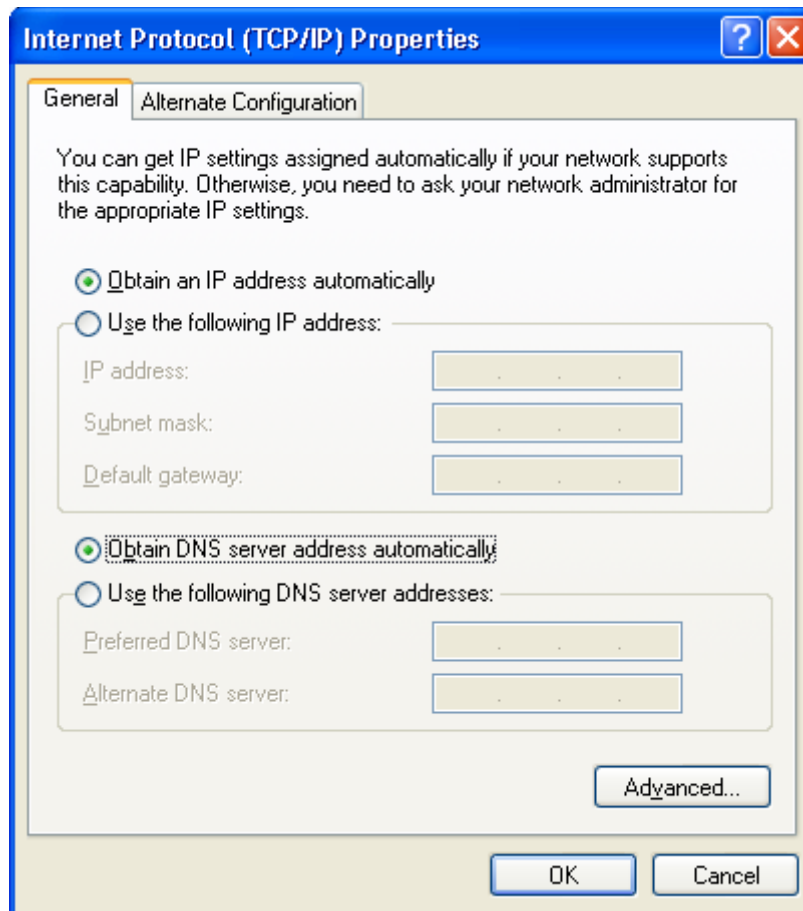 Internet Protocol (TCP/IP) Properties
General
Alternate Configuration
You can get IP settings assigned automatically if your network supports
this capability. Otherwise, you need to ask your network administrator for
the appropriate IP settings.
Obtain an IP address automatically
Use the following IP address:
IP address:
Subnet mask:
Default gateway:
Obtain DNS server address automatically
Use the following DNS server addresses:
Preferred DNS server:
Alternate DNS server:
Advanced...
OK
Cancel